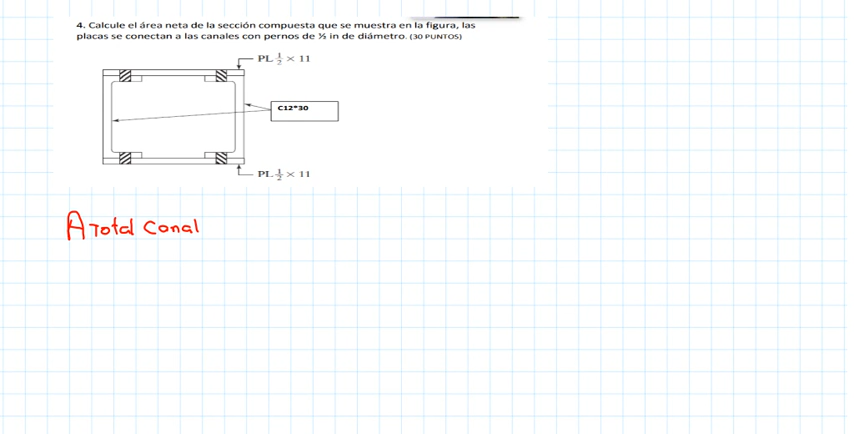 4. Calcule el área neta de la sección compuesta que se muestra en la figura, las
placas se conectan a las canales con pernos de ½ in de diámetro. (30 PUNTOS)
PL 1/2 × 11
C12*30
PL 1/2 × 11
A Total Canal